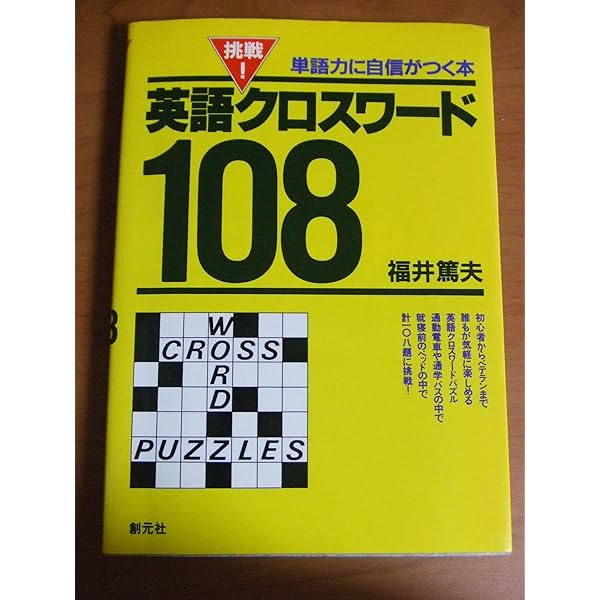 挑戦!
単語力に自信がつく本
英語クロスワード
108
福井篤夫
初心者からベテランまで
誰もが気軽に楽しめる
英語クロスワードパズル
通勤電車や通学バスの中で
就寝前のベッドの中で
計一〇八題に挑戦!
WORDZ
CROSS
PUZZLES
創元社
8